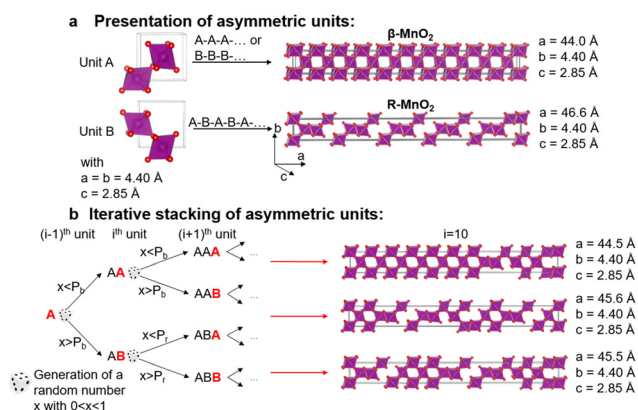 a Presentation of asymmetric units:
Unit A
A-A-A-… or
B-B-B-…
β-MnO2
a = 44.0 Å
b = 4.40 Å
c = 2.85 Å
Unit B
A-B-A-B-A-…
R-MnO2
a = 46.6 Å
b = 4.40 Å
c = 2.85 Å
with
a = b = 4.40 Å
c = 2.85 Å
b
a
c
b Iterative stacking of asymmetric units:
(i-1)th unit ith unit (i+1)th unit i=10
x<Pb
AAA ...
a = 44.5 Å
b = 4.40 Å
c = 2.85 Å
AA
x<Pb
x>Pb
AAB ...
A
a = 45.6 Å
b = 4.40 Å
c = 2.85 Å
x>Pb
x<Pr
ABA ...
AB
x>Pr
ABB ...
a = 45.5 Å
b = 4.40 Å
c = 2.85 Å
Generation of a
random number
x with 0<x<1